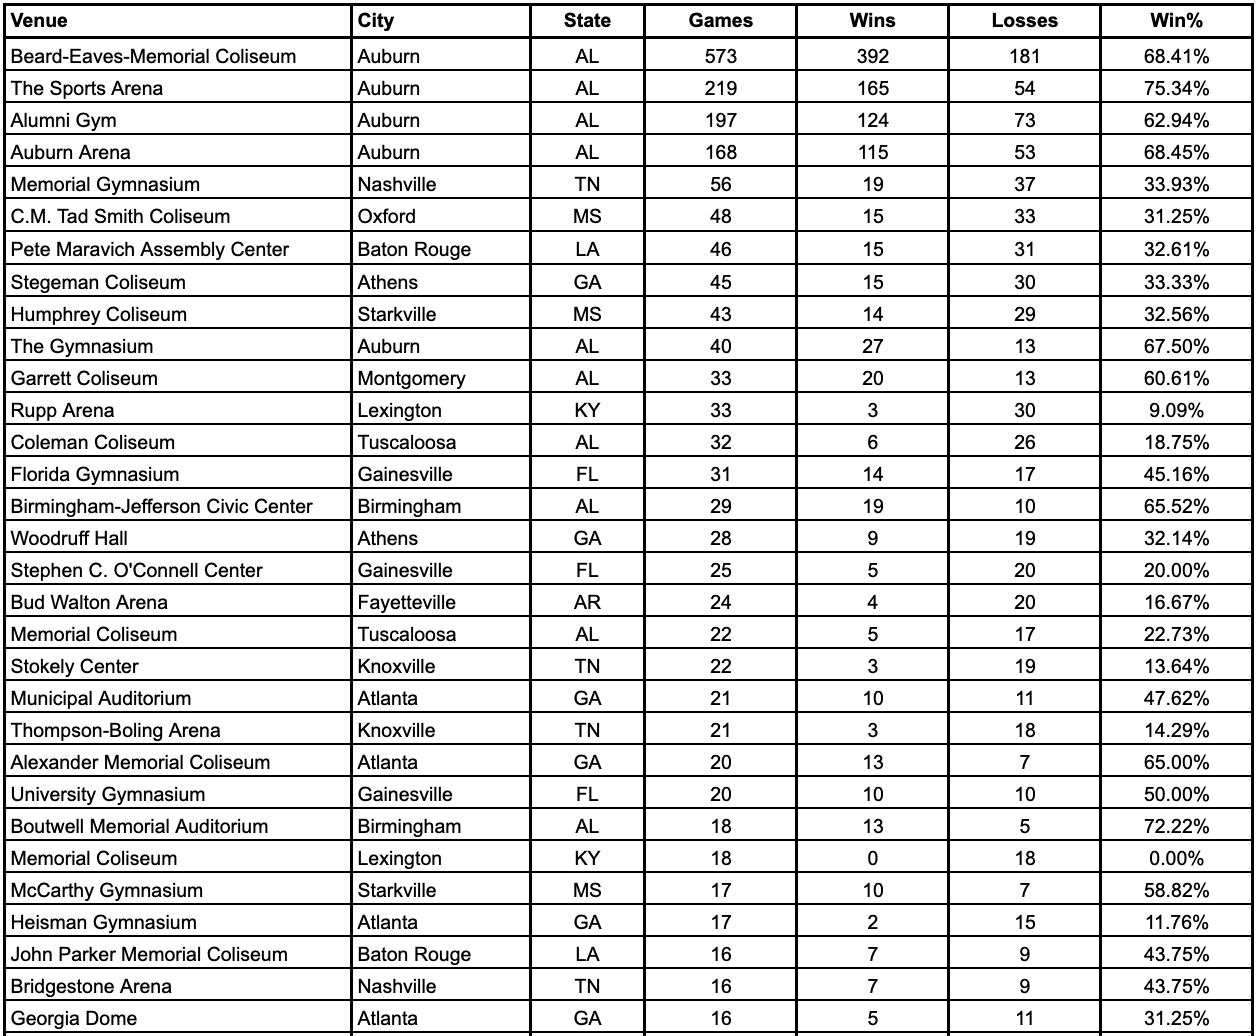 Venue City State Games Wins Losses Win%
Beard-Eaves-Memorial Coliseum Auburn AL 573 392 181 68.41%
The Sports Arena Auburn AL 219 165 54 75.34%
Alumni Gym Auburn AL 197 124 73 62.94%
Auburn Arena Auburn AL 168 115 53 68.45%
Memorial Gymnasium Nashville TN 56 19 37 33.93%
C.M. Tad Smith Coliseum Oxford MS 48 15 33 31.25%
Pete Maravich Assembly Center Baton Rouge LA 46 15 31 32.61%
Stegeman Coliseum Athens GA 45 15 30 33.33%
Humphrey Coliseum Starkville MS 43 14 29 32.56%
The Gymnasium Auburn AL 40 27 13 67.50%
Garrett Coliseum Montgomery AL 33 20 13 60.61%
Rupp Arena Lexington KY 33 3 30 9.09%
Coleman Coliseum Tuscaloosa AL 32 6 26 18.75%
Florida Gymnasium Gainesville FL 31 14 17 45.16%
Birmingham-Jefferson Civic Center Birmingham AL 29 19 10 65.52%
Woodruff Hall Athens GA 28 9 19 32.14%
Stephen C. O'Connell Center Gainesville FL 25 5 20 20.00%
Bud Walton Arena Fayetteville AR 24 4 20 16.67%
Memorial Coliseum Tuscaloosa AL 22 5 17 22.73%
Stokely Center Knoxville TN 22 3 19 13.64%
Municipal Auditorium Atlanta GA 21 10 11 47.62%
Thompson-Boling Arena Knoxville TN 21 3 18 14.29%
Alexander Memorial Coliseum Atlanta GA 20 13 7 65.00%
University Gymnasium Gainesville FL 20 10 10 50.00%
Boutwell Memorial Auditorium Birmingham AL 18 13 5 72.22%
Memorial Coliseum Lexington KY 18 0 18 0.00%
McCarthy Gymnasium Starkville MS 17 10 7 58.82%
Heisman Gymnasium Atlanta GA 17 2 15 11.76%
John Parker Memorial Coliseum Baton Rouge LA 16 7 9 43.75%
Bridgestone Arena Nashville TN 16 7 9 43.75%
Georgia Dome Atlanta GA 16 5 11 31.25%